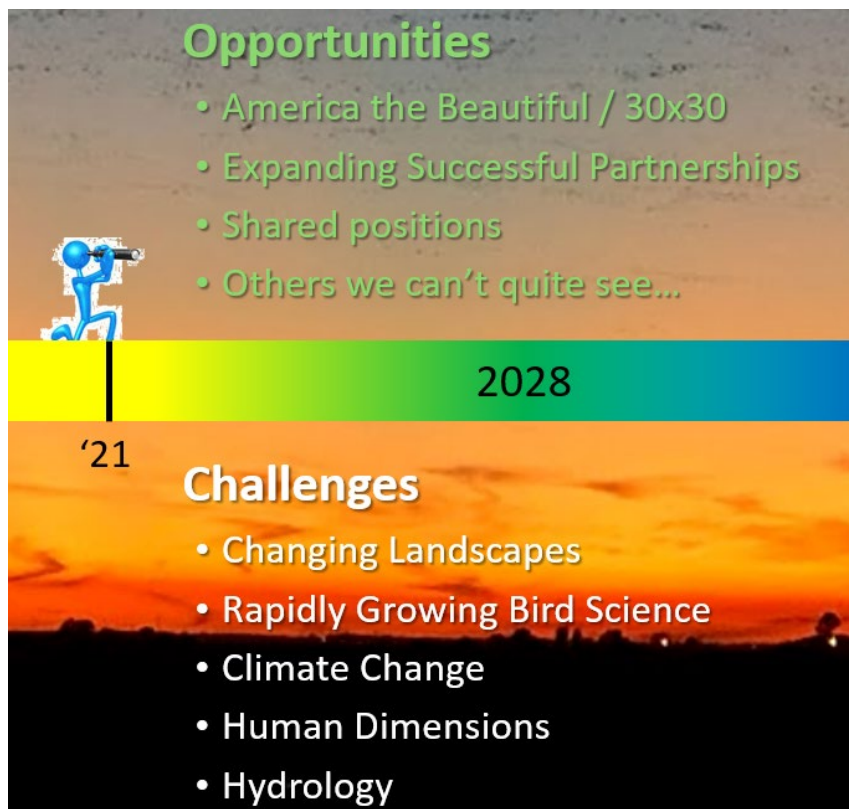 Opportunities
• America the Beautiful / 30x30
• Expanding Successful Partnerships
• Shared positions
• Others we can’t quite see…
2028
‘21
Challenges
• Changing Landscapes
• Rapidly Growing Bird Science
• Climate Change
• Human Dimensions
• Hydrology